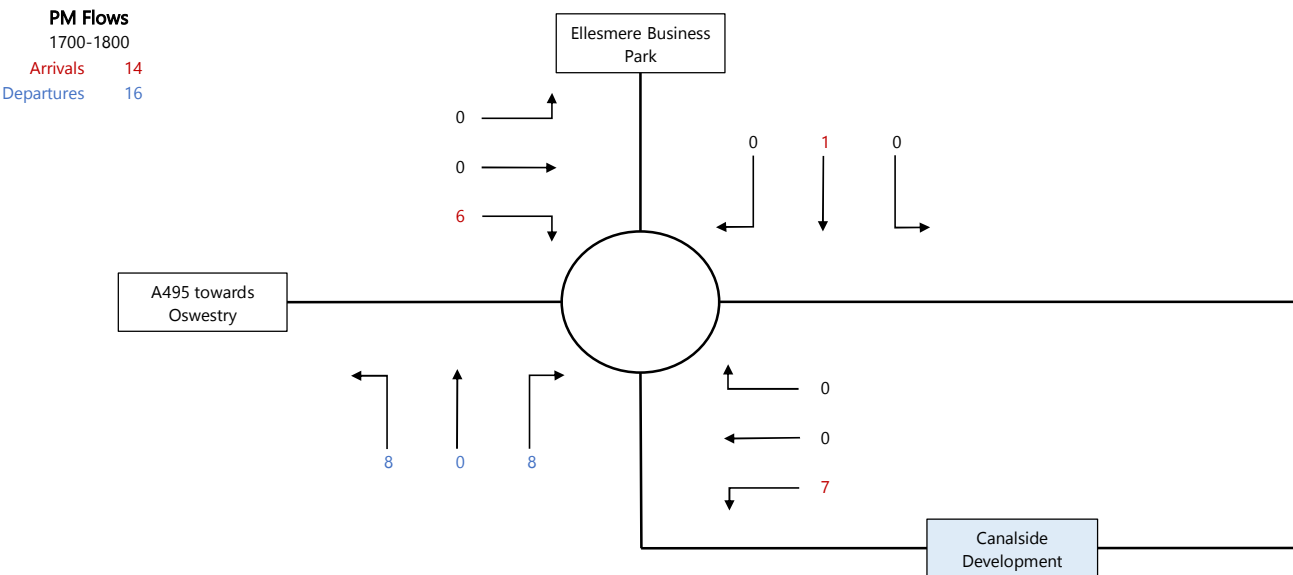 PM Flows
1700-1800
Arrivals 14
Departures 16
Ellesmere Business
Park
0
0
6
0 1 0
A495 towards
Oswestry
8 0 8
0
0
7
Canalside
Development